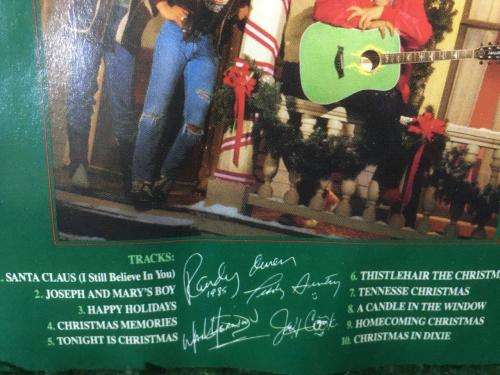 TRACKS:
. SANTA CLAUS (I Still Believe In You)
2. JOSEPH AND MARY'S BOY
3. HAPPY HOLIDAYS
4. CHRISTMAS MEMORIES
5. TONIGHT IS CHRISTMAS
Randy Owen
1985
Teddy Gentry
Jeff Cook
6. THISTLEHAIR THE CHRISTM
7. TENNESSE CHRISTMAS
8. A CANDLE IN THE WINDOW
9. HOMECOMING CHRISTMAS
10. CHRISTMAS IN DIXIE